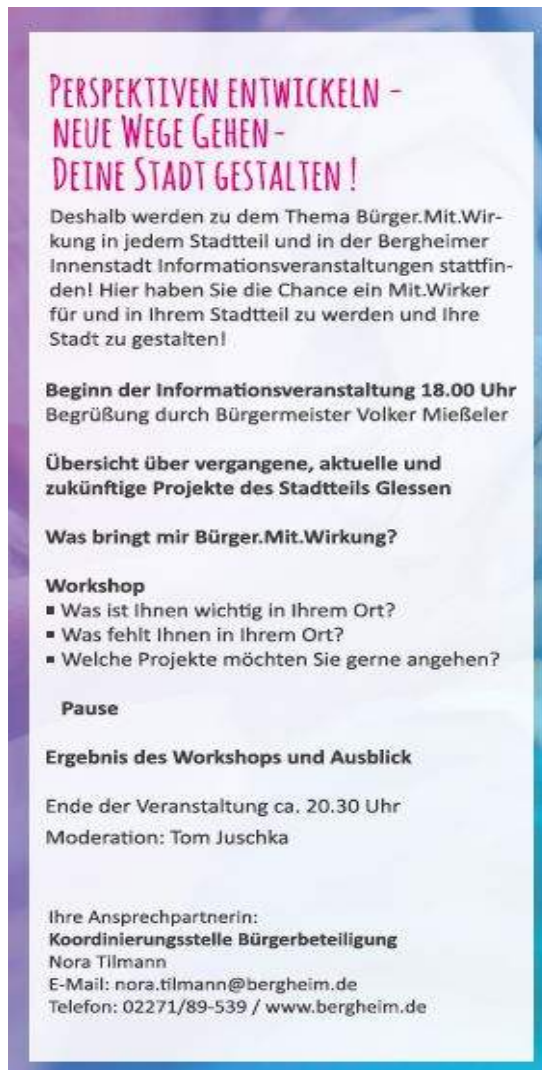 PERSPEKTIVEN ENTWICKELN -
NEUE WEGE GEHEN-
DEINE STADT GESTALTEN !
Deshalb werden zu dem Thema Bürger.Mit.Wir-
kung in jedem Stadtteil und in der Bergheimer
Innenstadt Informationsveranstaltungen stattfin-
den! Hier haben Sie die Chance ein Mit.Wirker
für und in Ihrem Stadtteil zu werden und Ihre
Stadt zu gestalten!
Beginn der Informationsveranstaltung 18.00 Uhr
Begrüßung durch Bürgermeister Volker Mießeler
Übersicht über vergangene, aktuelle und
zukünftige Projekte des Stadtteils Glessen
Was bringt mir Bürger.Mit.Wirkung?
Workshop
▪ Was ist Ihnen wichtig in Ihrem Ort?
▪ Was fehlt Ihnen in Ihrem Ort?
▪ Welche Projekte möchten Sie gerne angehen?
Pause
Ergebnis des Workshops und Ausblick
Ende der Veranstaltung ca. 20.30 Uhr
Moderation: Tom Juschka
Ihre Ansprechpartnerin:
Koordinierungsstelle Bürgerbeteiligung
Nora Tilmann
E-Mail: nora.tilmann@bergheim.de
Telefon: 02271/89-539 / www.bergheim.de